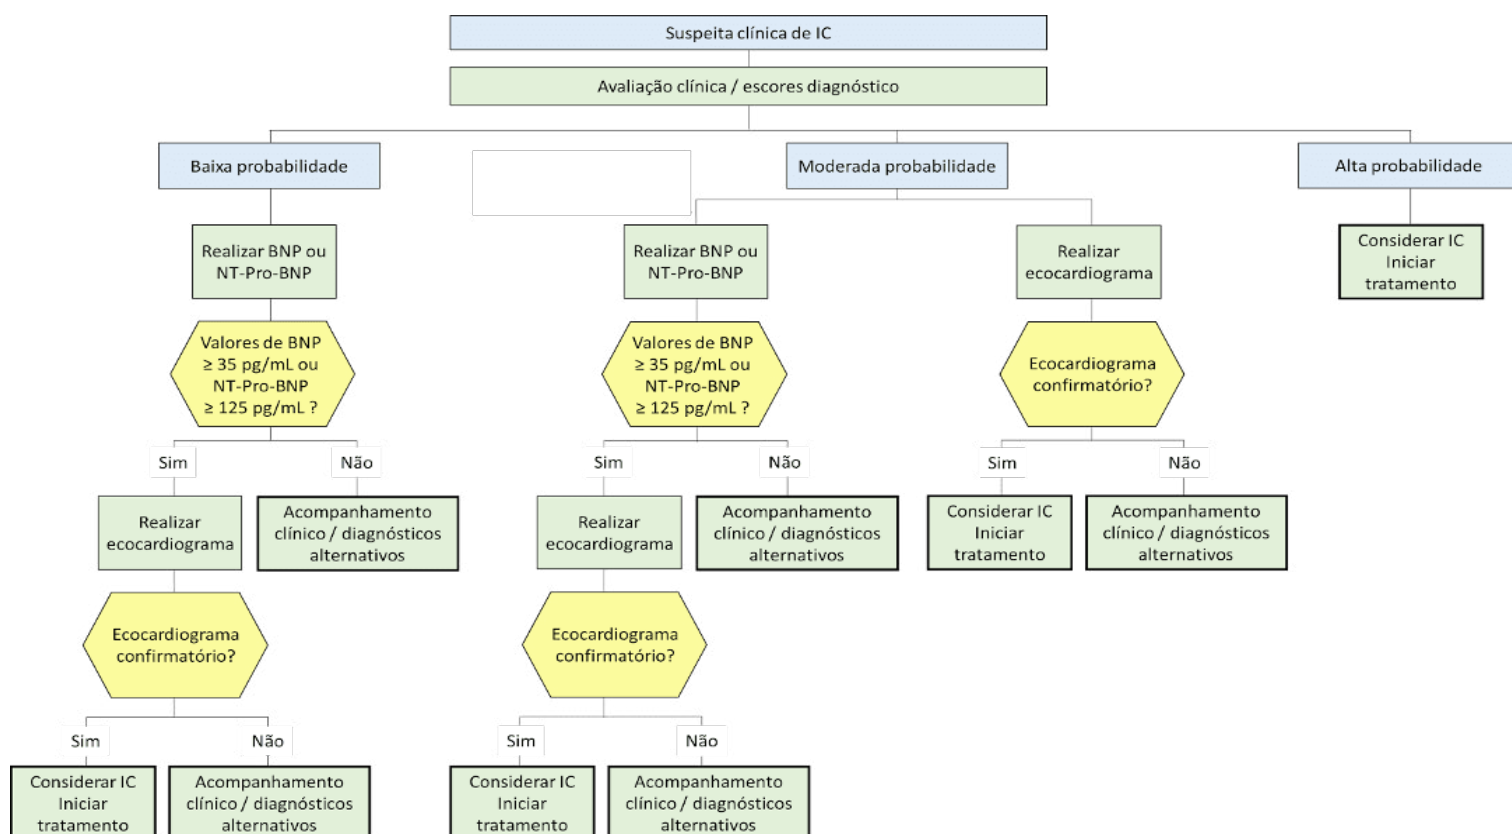 Suspeita clínica de IC
Avaliação clínica / escores diagnóstico
Baixa probabilidade
Moderada probabilidade
Alta probabilidade
Realizar BNP ou
NT-Pro-BNP
Realizar BNP ou
NT-Pro-BNP
Realizar
ecocardiograma
Considerar IC
Iniciar
tratamento
Valores de BNP
≥ 35 pg/mL ou
NT-Pro-BNP
≥ 125 pg/mL ?
Valores de BNP
≥ 35 pg/mL ou
NT-Pro-BNP
≥ 125 pg/mL ?
Ecocardiograma
confirmatório?
Sim
Não
Sim
Não
Sim
Não
Realizar
ecocardiograma
Acompanhamento
clínico / diagnósticos
alternativos
Realizar
ecocardiograma
Acompanhamento
clínico / diagnósticos
alternativos
Considerar IC
Iniciar
tratamento
Acompanhamento
clínico / diagnósticos
alternativos
Ecocardiograma
confirmatório?
Ecocardiograma
confirmatório?
Sim
Não
Sim
Não
Considerar IC
Iniciar
tratamento
Acompanhamento
clínico / diagnósticos
alternativos
Considerar IC
Iniciar
tratamento
Acompanhamento
clínico / diagnósticos
alternativos